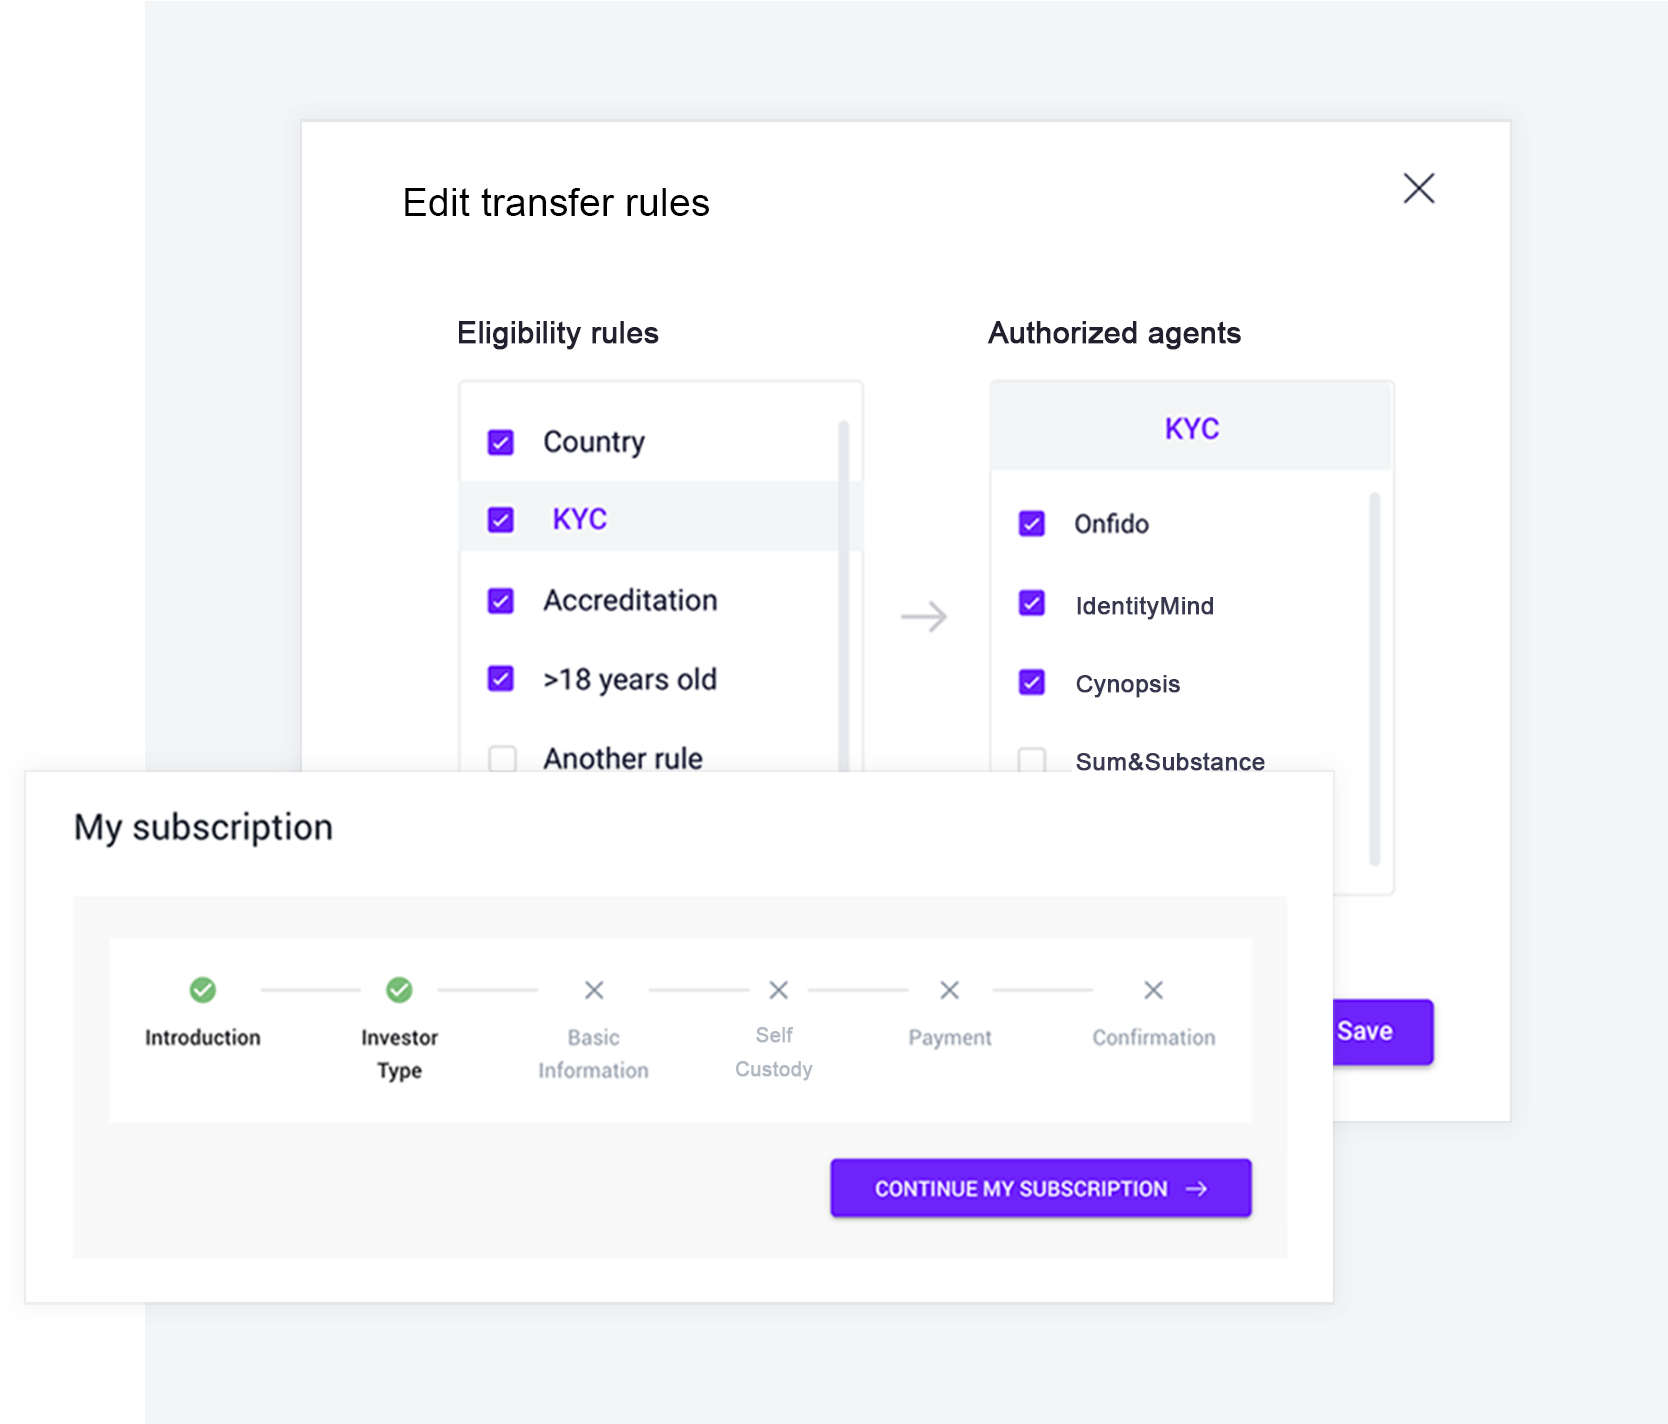 Edit transfer rules
Eligibility rules
Country
KYC
Accreditation
>18 years old
Another rule
Authorized agents
KYC
Onfido
IdentityMind
Cynopsis
Sum&Substance
Save
My subscription
Introduction
Investor
Type
Basic
Information
Self
Custody
Payment
Confirmation
CONTINUE MY SUBSCRIPTION